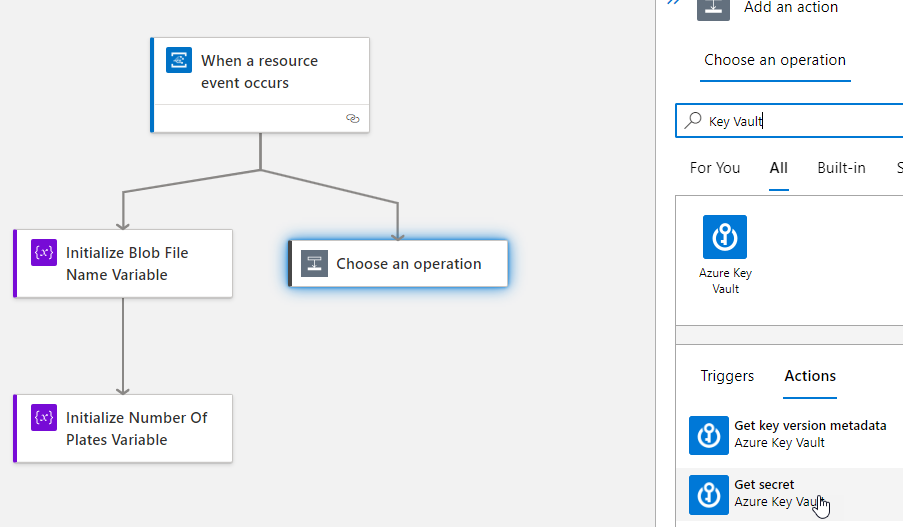 When a resource
event occurs
{x}
Initialize Blob File
Name Variable
Choose an operation
{x}
Initialize Number Of
Plates Variable
Add an action
Choose an operation
Key Vault
For You
All
Built-in
S
Azure Key
Vault
Triggers
Actions
Get key version metadata
Azure Key Vault
Get secret
Azure Key Vault